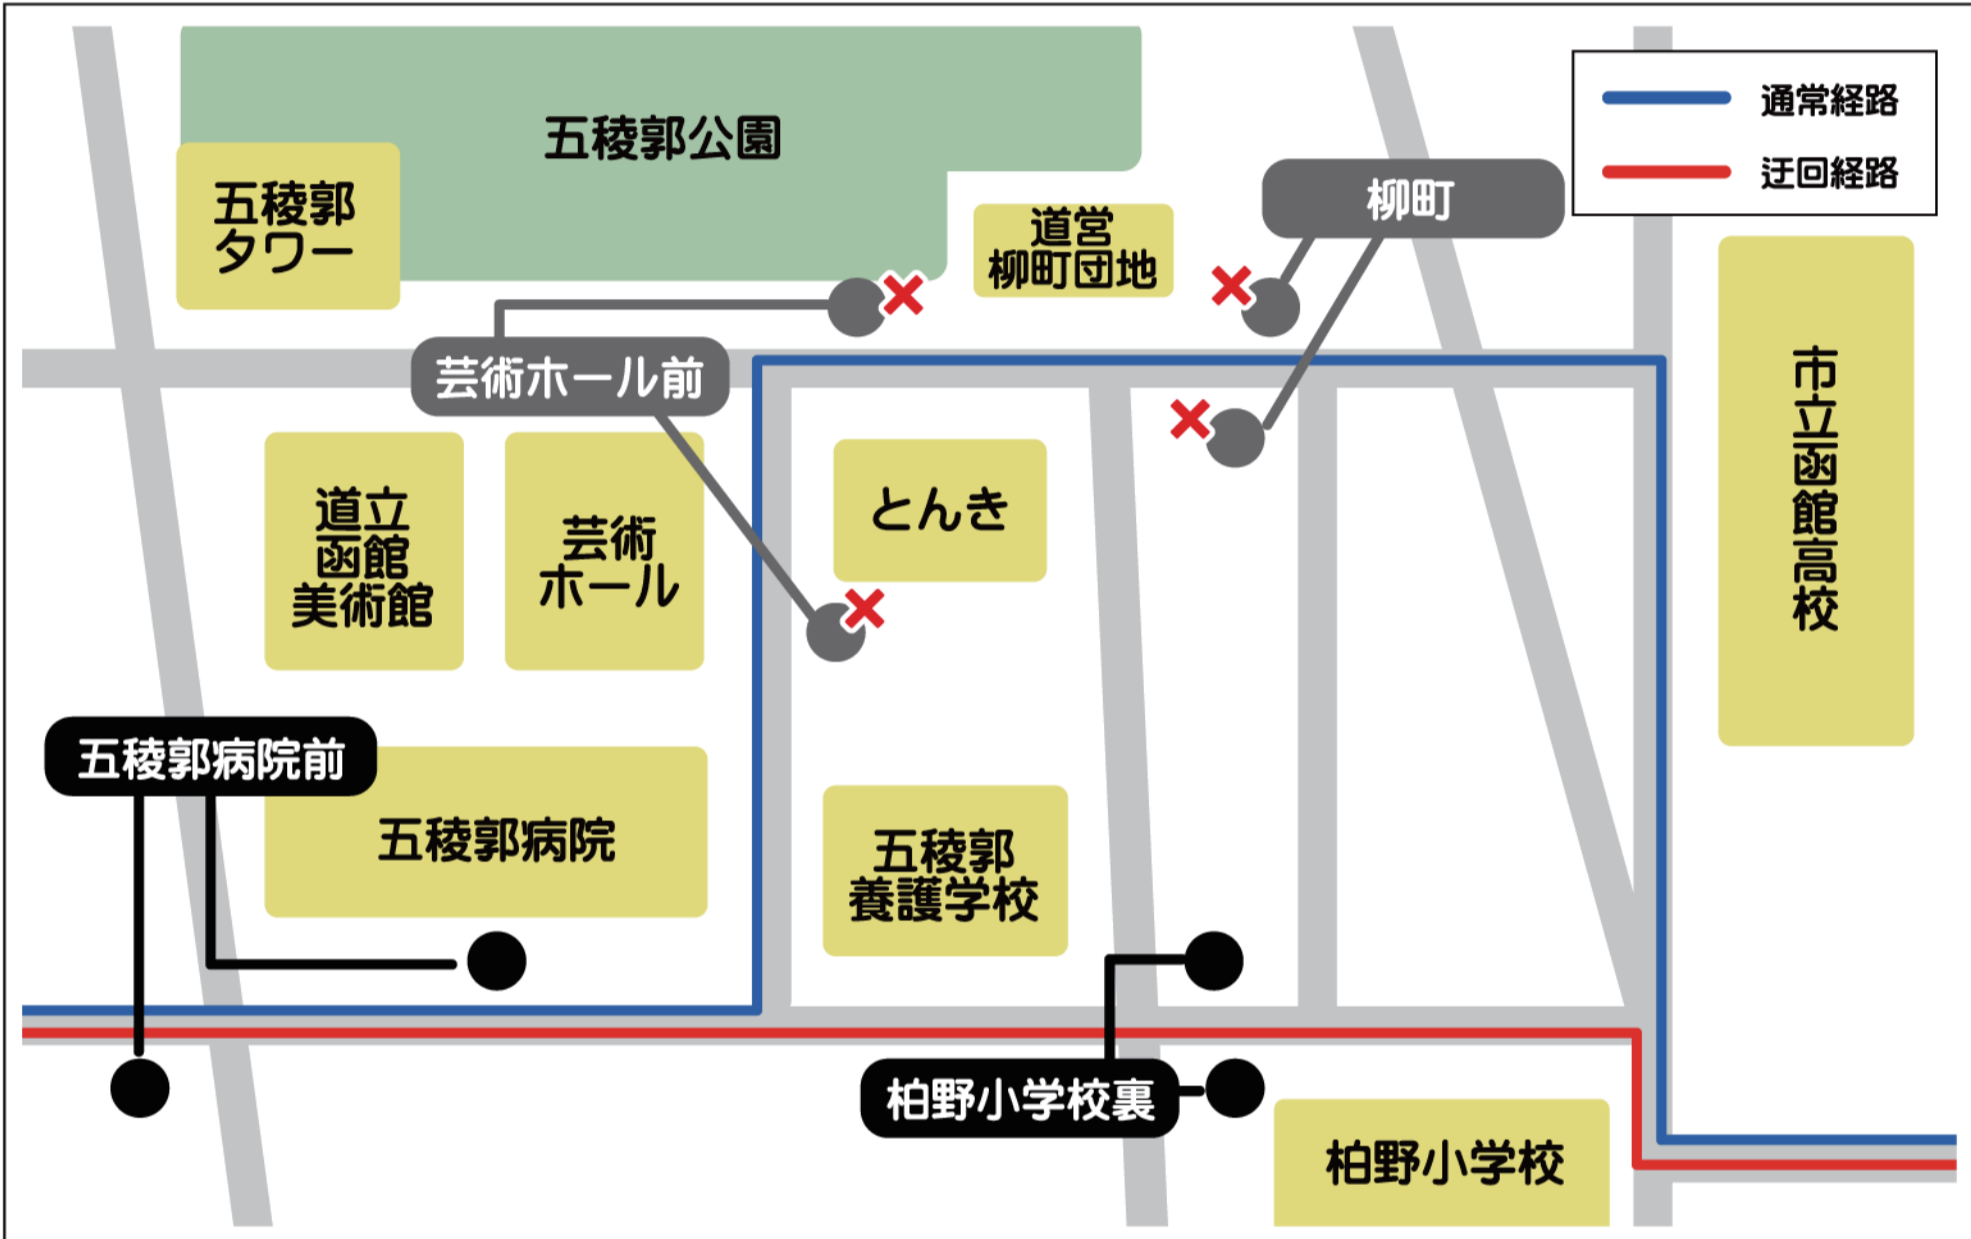 五稜郭公園
通常経路
迂回経路
五稜郭
タワー
柳町
道営
柳町団地
芸術ホール前
市立函館高校
道立
函館
美術館
芸術
ホール
とんき
五稜郭病院前
五稜郭病院
五稜郭
養護学校
柏野小学校裏
柏野小学校